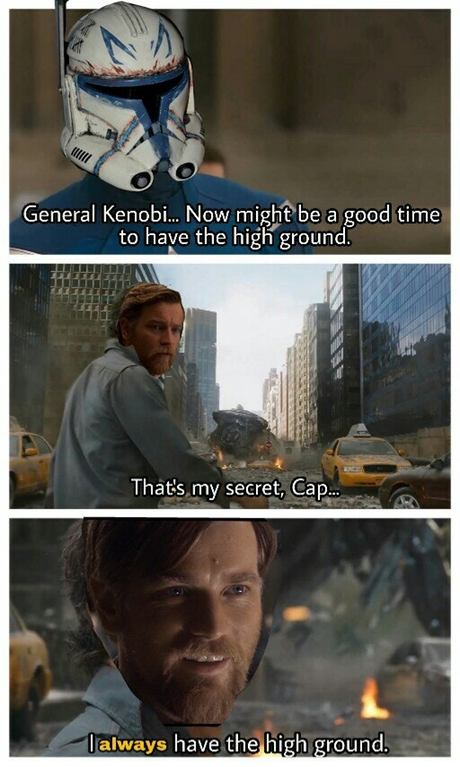 General Kenobi... Now might be a good time
to have the high ground.
That's my secret, Cap...
I always have the high ground.